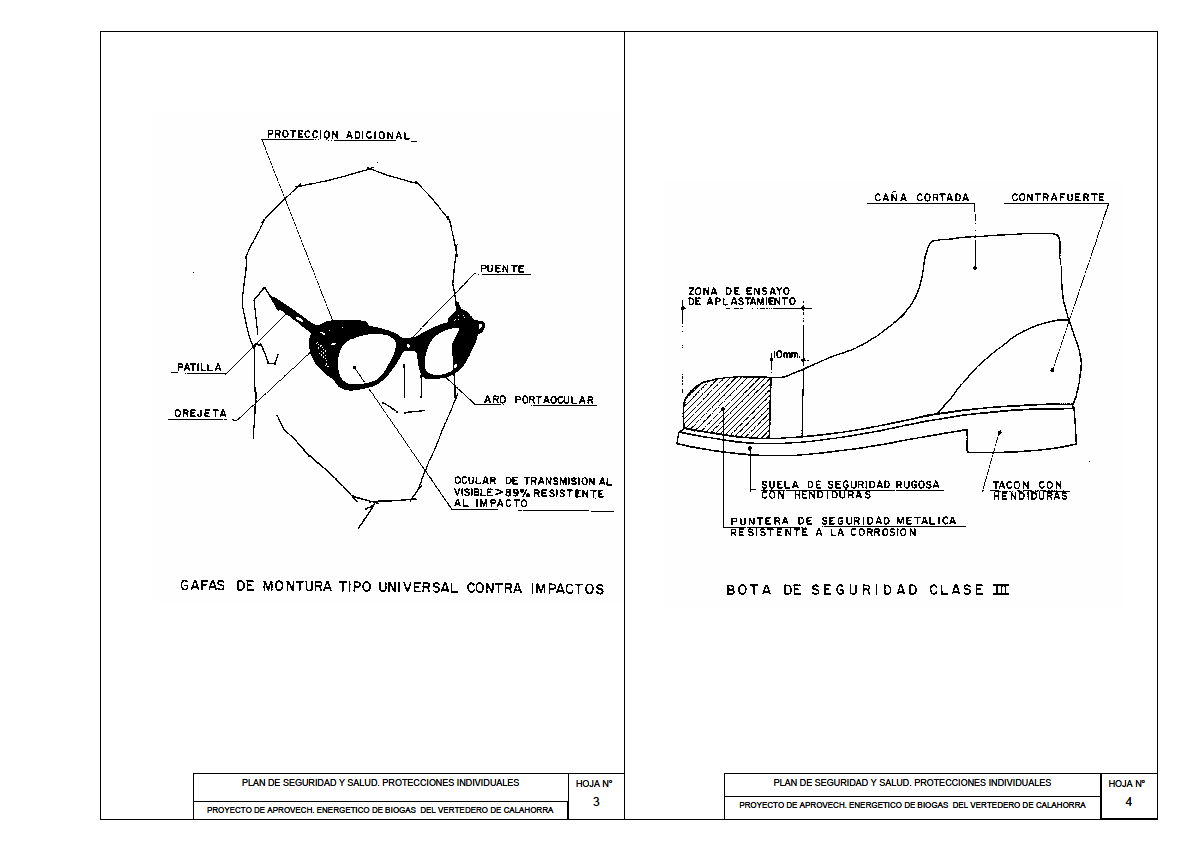 PROTECCION ADICIONAL
PUENTE
PATILLA
OREJETA
ARO PORTAOCULAR
OCULAR DE TRANSMISION AL
VISIBLE>89% RESISTENTE
AL IMPACTO
GAFAS DE MONTURA TIPO UNIVERSAL CONTRA IMPACTOS
PLAN DE SEGURIDAD Y SALUD. PROTECCIONES INDIVIDUALES
HOJA Nº
3
PROYECTO DE APROVECH. ENERGETICO DE BIOGAS DEL VERTEDERO DE CALAHORRA
CAÑA CORTADA
CONTRAFUERTE
ZONA DE ENSAYO
DE APLASTAMIENTO
10mm.
SUELA DE SEGURIDAD RUGOSA
CON HENDIDURAS
TACON CON
HENDIDURAS
PUNTERA DE SEGURIDAD METALICA
RESISTENTE A LA CORROSION
BOTA DE SEGURIDAD CLASE III
PLAN DE SEGURIDAD Y SALUD. PROTECCIONES INDIVIDUALES
HOJA Nº
4
PROYECTO DE APROVECH. ENERGETICO DE BIOGAS DEL VERTEDERO DE CALAHORRA